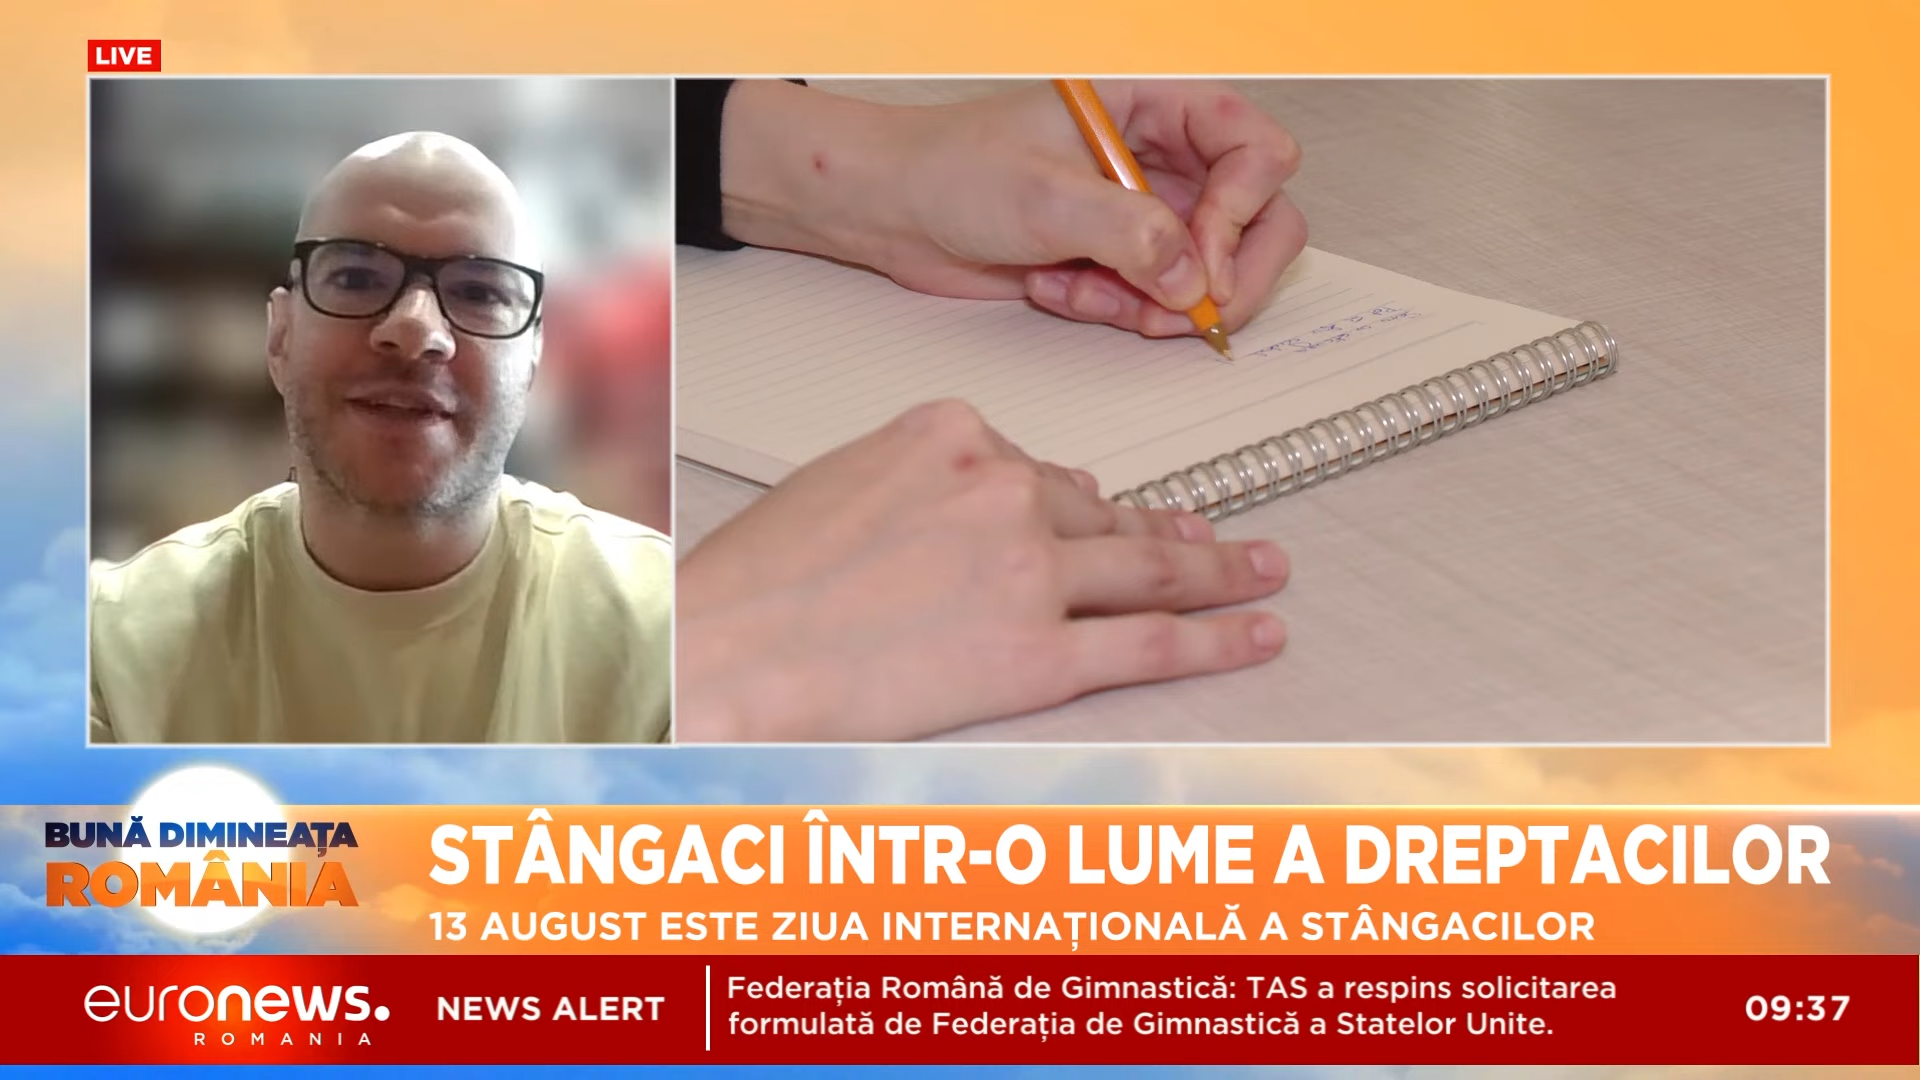 LIVE
BUNĂ DIMINEAȚA
ROMÂNIA
STÂNGACI ÎNTR-O LUME A DREPTACILOR
13 AUGUST ESTE ZIUA INTERNAȚIONALĂ A STÂNGACILOR
euronews.
ROMANIA
NEWS ALERT
Federația Română de Gimnastică: TAS a respins solicitarea
formulată de Federația de Gimnastică a Statelor Unite.
09:37